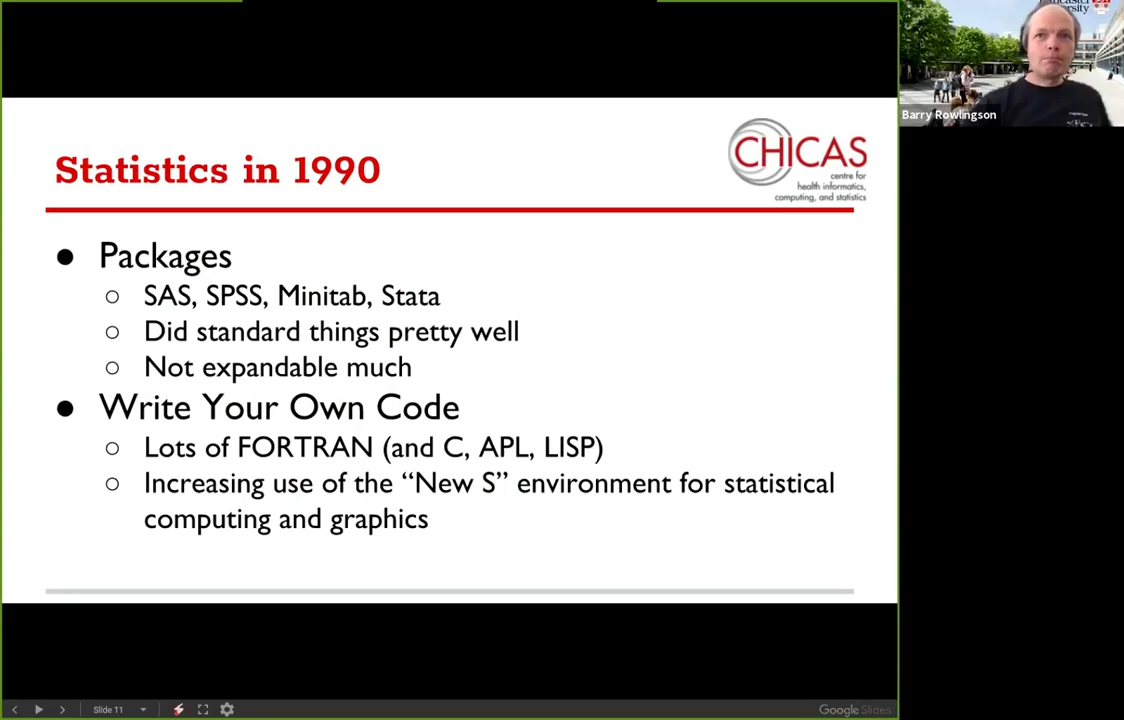 Statistics in 1990
CHICAS
centre for
health informatics,
computing, and statistics
● Packages
○ SAS, SPSS, Minitab, Stata
○ Did standard things pretty well
○ Not expandable much
● Write Your Own Code
○ Lots of FORTRAN (and C, APL, LISP)
○ Increasing use of the “New S” environment for statistical
computing and graphics
Barry Rowlingson
Slide 11
Google Slides